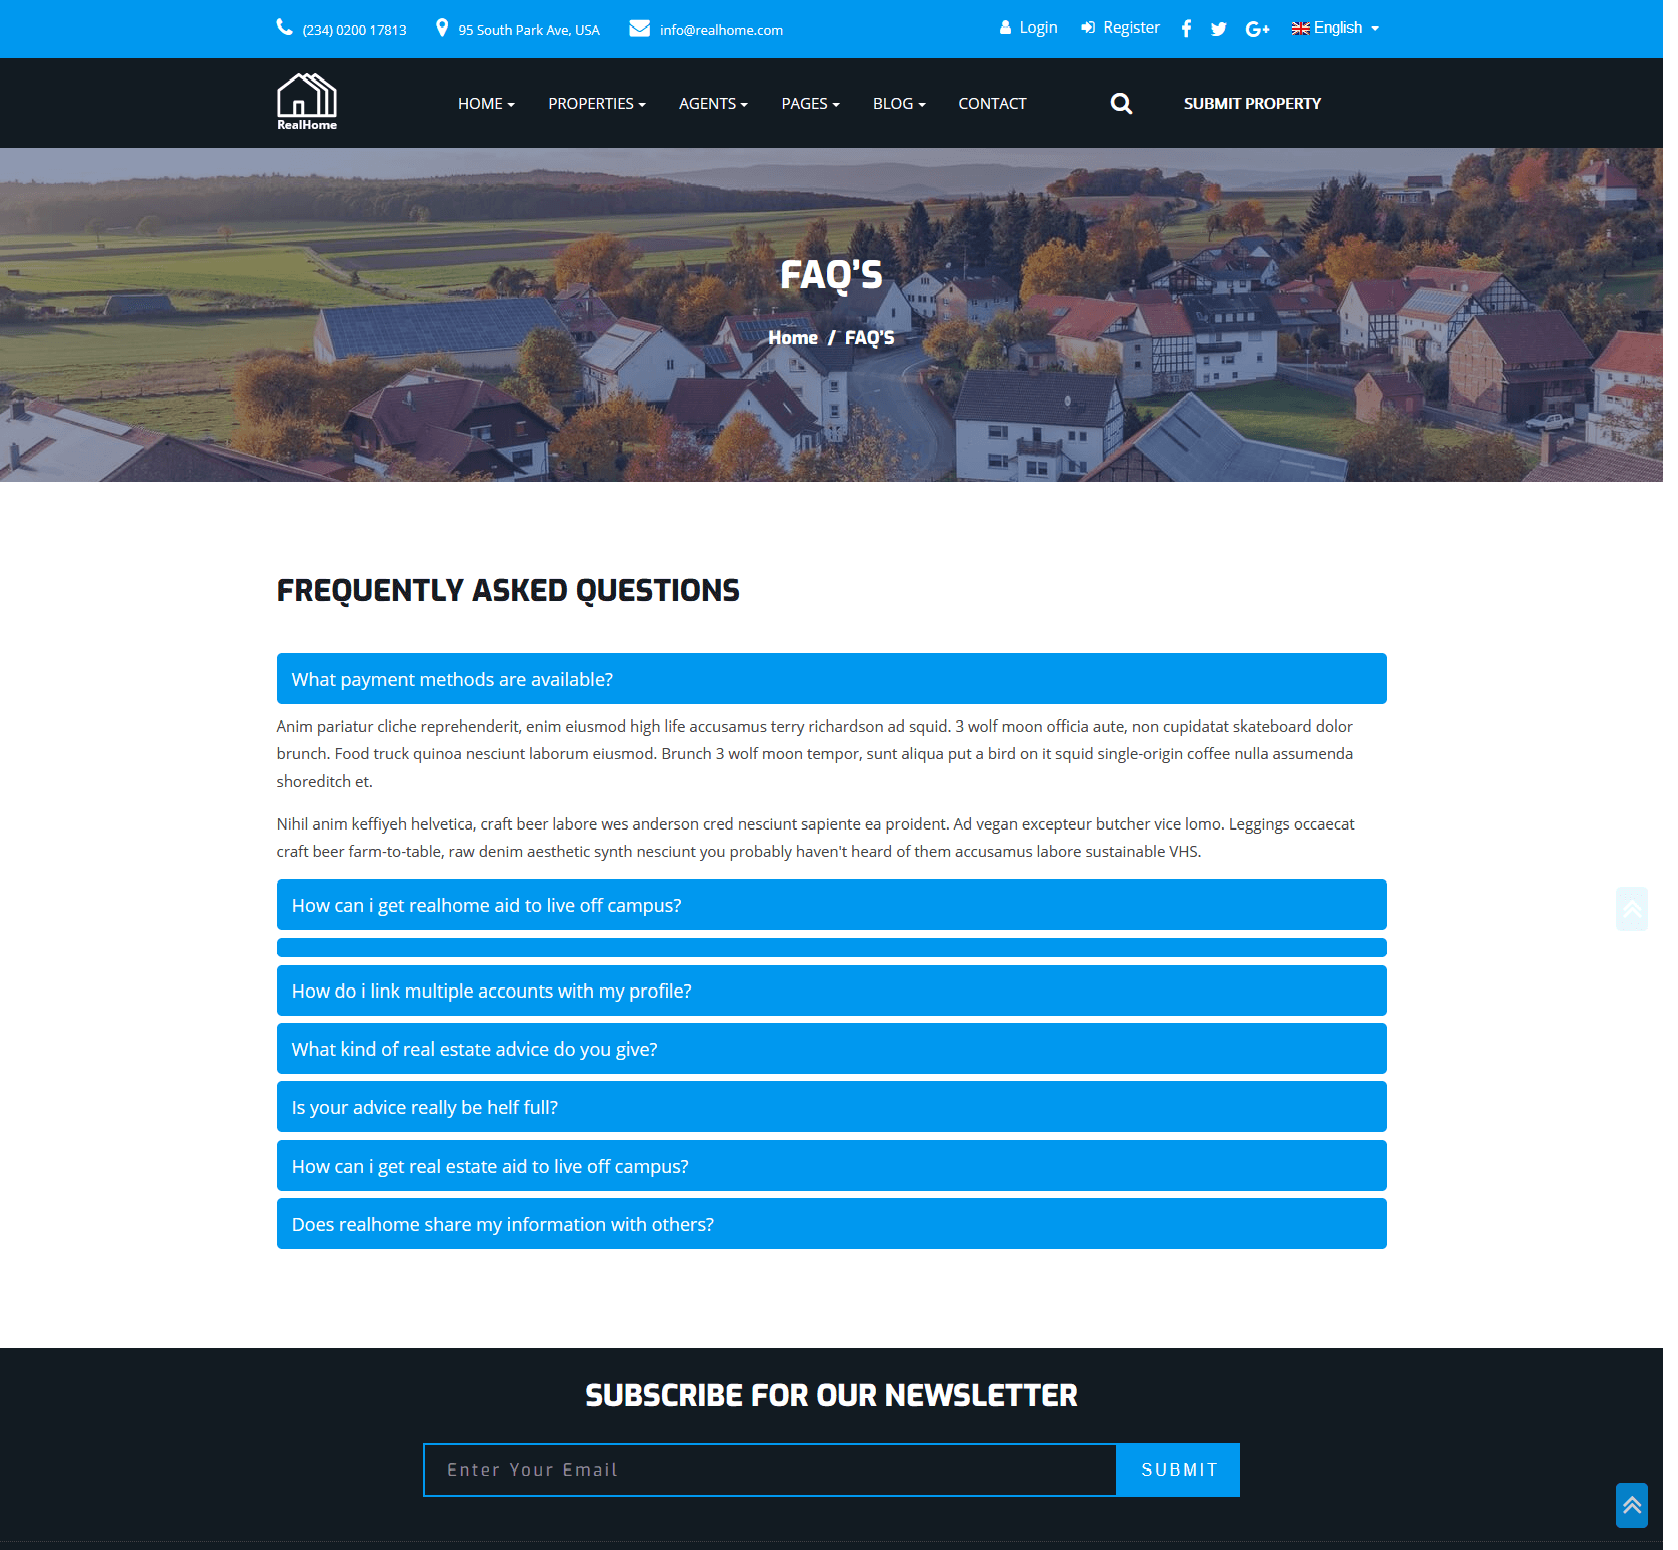 (234) 0200 17813
95 South Park Ave, USA
info@realhome.com
Login
Register
English
RealHome
HOME
PROPERTIES
AGENTS
PAGES
BLOG
CONTACT
SUBMIT PROPERTY
FAQ'S
Home / FAQ'S
FREQUENTLY ASKED QUESTIONS
What payment methods are available?
Anim pariatur cliche reprehenderit, enim eiusmod high life accusamus terry richardson ad squid. 3 wolf moon officia aute, non cupidatat skateboard dolor
brunch. Food truck quinoa nesciunt laborum eiusmod. Brunch 3 wolf moon tempor, sunt aliqua put a bird on it squid single-origin coffee nulla assumenda
shoreditch et.
Nihil anim keffiyeh helvetica, craft beer labore wes anderson cred nesciunt sapiente ea proident. Ad vegan excepteur butcher vice lomo. Leggings occaecat
craft beer farm-to-table, raw denim aesthetic synth nesciunt you probably haven't heard of them accusamus labore sustainable VHS.
How can i get realhome aid to live off campus?
How do i link multiple accounts with my profile?
What kind of real estate advice do you give?
Is your advice really be helf full?
How can i get real estate aid to live off campus?
Does realhome share my information with others?
SUBSCRIBE FOR OUR NEWSLETTER
Enter Your Email
SUBMIT